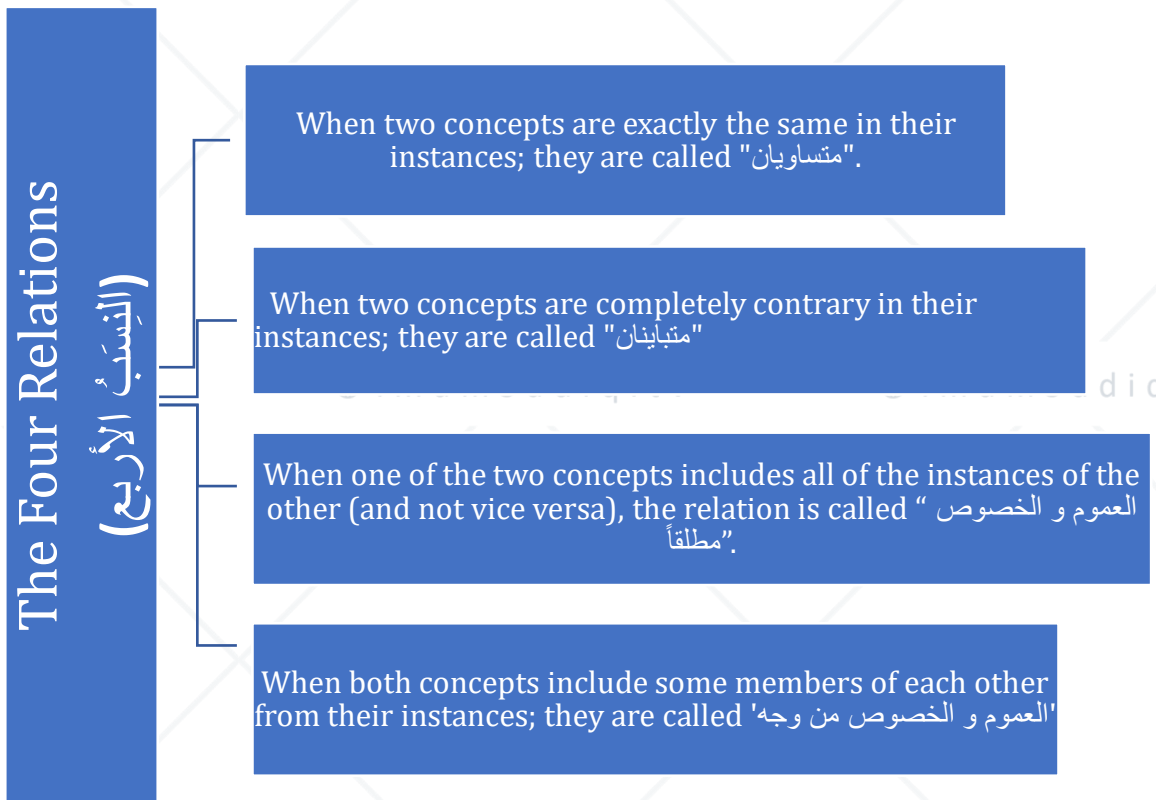 The Four Relations
(النِسَبُ الأربع)
When two concepts are exactly the same in their
instances; they are called "متساويان".
When two concepts are completely contrary in their
instances; they are called "متباينان"
When one of the two concepts includes all of the instances of the
other (and not vice versa), the relation is called “ العموم و الخصوص
مطلقاً”.
When both concepts include some members of each other
from their instances; they are called 'العموم و الخصوص من وجه'